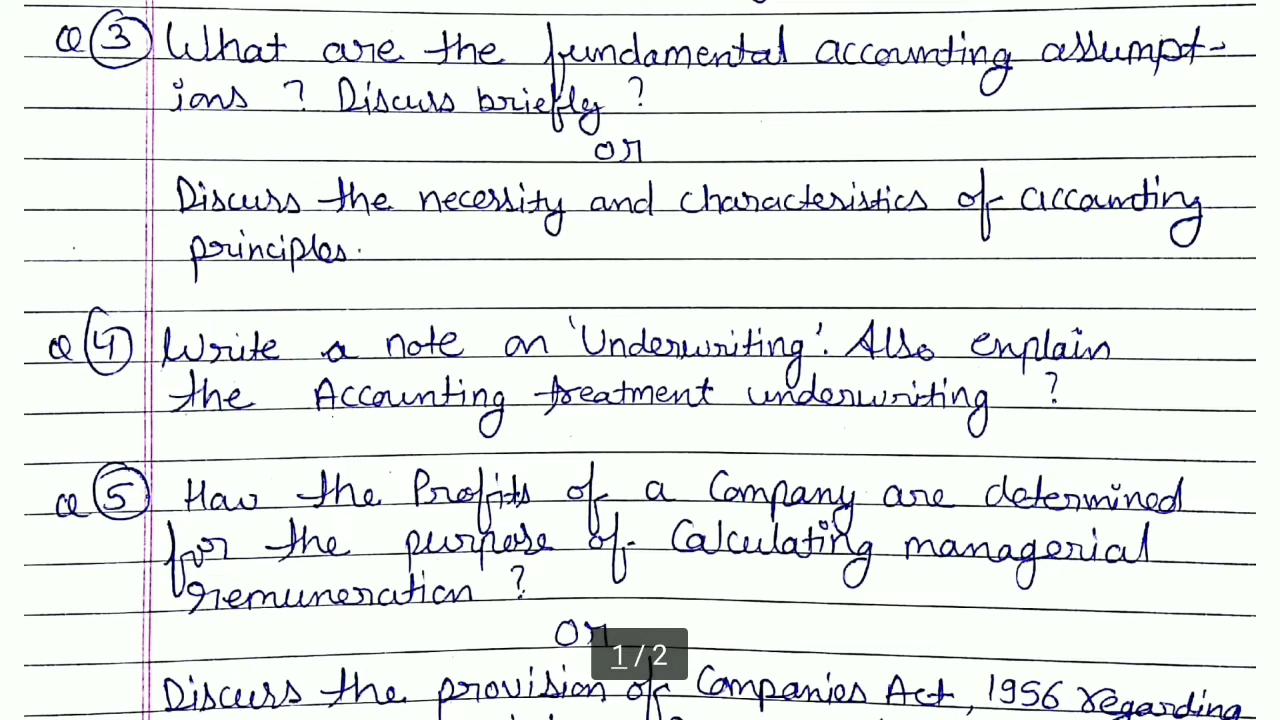 Q(3) What are the fundamental accounting assumpt-
ions ? Discuss briefly ?
or
Discuss the necessity and characteristics of accounting
principles.
Q(4) Write a note on 'Underwriting'. Also explain
the Accounting treatment underwriting ?
Q(5) How the Profits of a Company are determined
for the purpose of Calculating managerial
remuneration ?
or
1/2
Discuss the provision of Companies Act, 1956 regarding